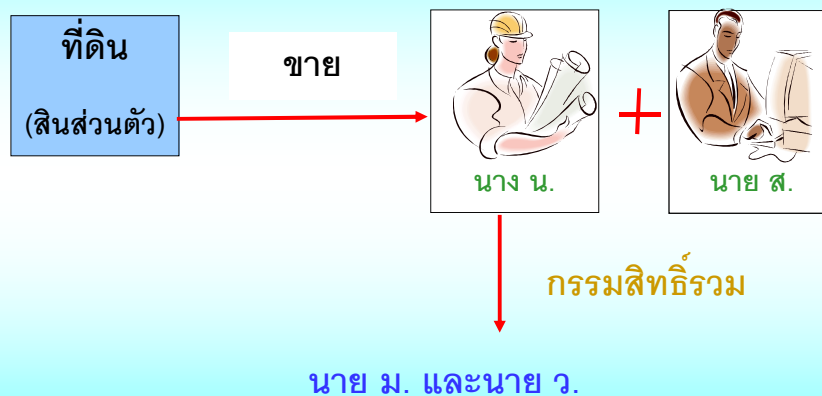 ที่ดิน
(สินส่วนตัว)
ขาย
นาง น.
นาย ส.
กรรมสิทธิ์รวม
นาย ม. และนาย ว.